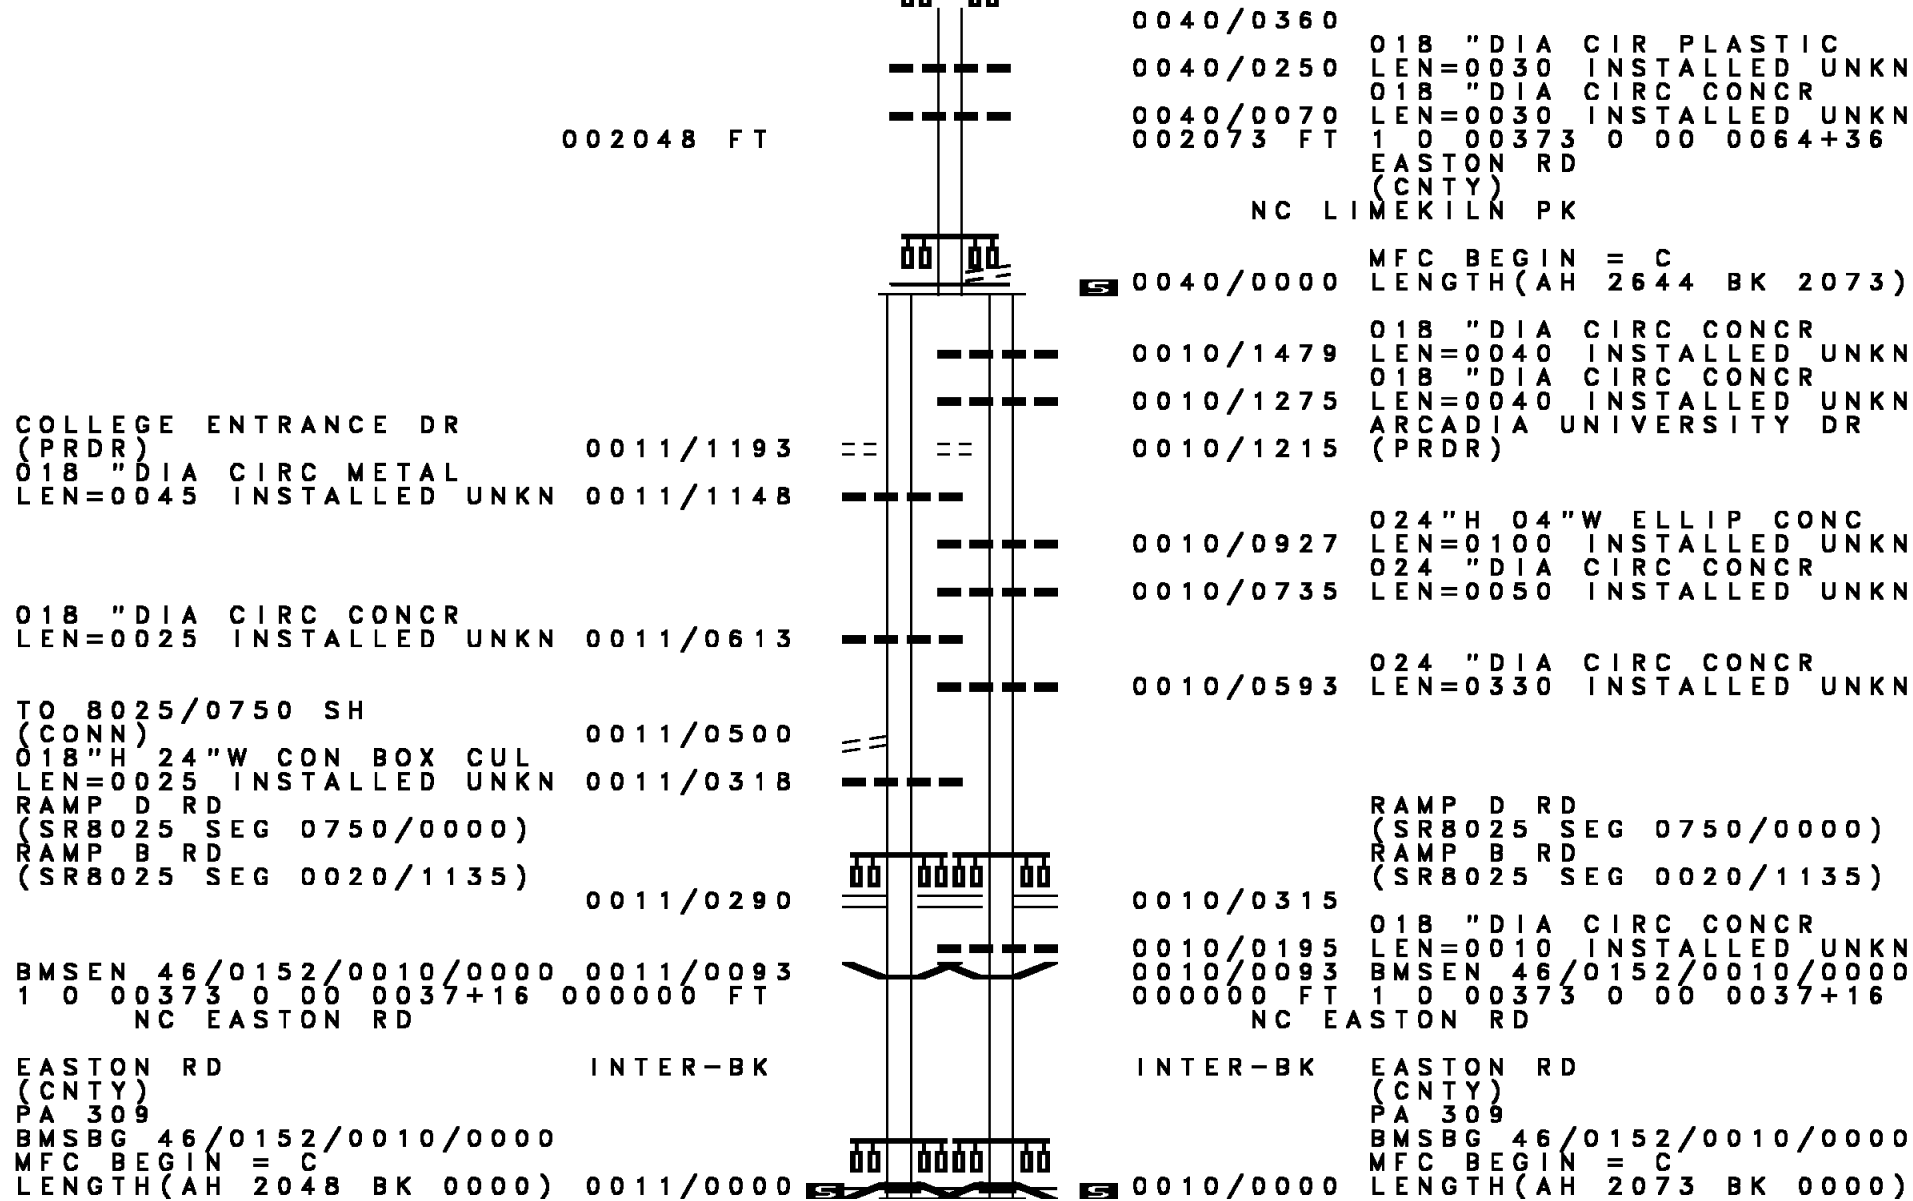 0040/0360
018 "DIA CIR PLASTIC
0040/0250 LEN=0030 INSTALLED UNKN
018 "DIA CIRC CONCR
0040/0070 LEN=0030 INSTALLED UNKN
002048 FT 002073 FT 1 0 00373 0 00 0064+36
EASTON RD
(CNTY)
NC LIMEKILN PK
MFC BEGIN = C
S 0040/0000 LENGTH(AH 2644 BK 2073)
018 "DIA CIRC CONCR
0010/1479 LEN=0040 INSTALLED UNKN
018 "DIA CIRC CONCR
0010/1275 LEN=0040 INSTALLED UNKN
COLLEGE ENTRANCE DR ARCADIA UNIVERSITY DR
(PRDR) 0011/1193 0010/1215 (PRDR)
018 "DIA CIRC METAL
LEN=0045 INSTALLED UNKN 0011/1148
024"H 04"W ELLIP CONC
0010/0927 LEN=0100 INSTALLED UNKN
024 "DIA CIRC CONCR
0010/0735 LEN=0050 INSTALLED UNKN
018 "DIA CIRC CONCR
LEN=0025 INSTALLED UNKN 0011/0613
024 "DIA CIRC CONCR
0010/0593 LEN=0330 INSTALLED UNKN
TO 8025/0750 SH
(CONN) 0011/0500
018"H 24"W CON BOX CUL
LEN=0025 INSTALLED UNKN 0011/0318
RAMP D RD RAMP D RD
(SR8025 SEG 0750/0000) (SR8025 SEG 0750/0000)
RAMP B RD RAMP B RD
(SR8025 SEG 0020/1135) (SR8025 SEG 0020/1135)
0011/0290 0010/0315
018 "DIA CIRC CONCR
0010/0195 LEN=0010 INSTALLED UNKN
BMSEN 46/0152/0010/0000 0011/0093 0010/0093 BMSEN 46/0152/0010/0000
1 0 00373 0 00 0037+16 000000 FT 000000 FT 1 0 00373 0 00 0037+16
NC EASTON RD NC EASTON RD
EASTON RD INTER-BK INTER-BK EASTON RD
(CNTY) (CNTY)
PA 309 PA 309
BMSBG 46/0152/0010/0000 BMSBG 46/0152/0010/0000
MFC BEGIN = C MFC BEGIN = C
LENGTH(AH 2048 BK 0000) 0011/0000 S S 0010/0000 LENGTH(AH 2073 BK 0000)